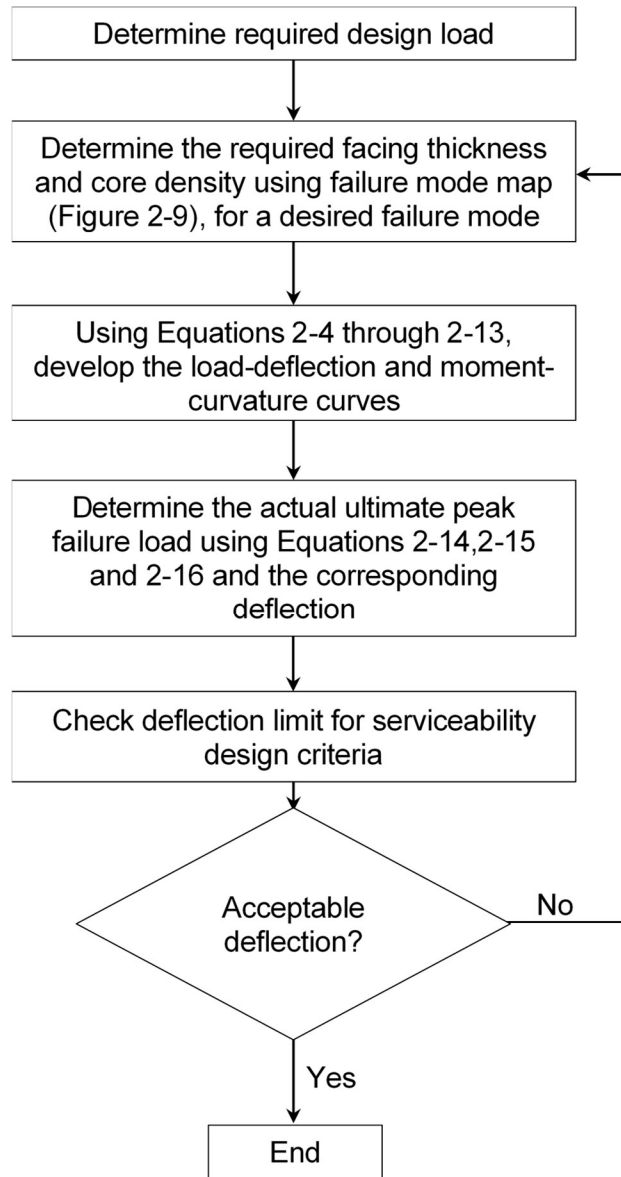 Determine required design load
Determine the required facing thickness
and core density using failure mode map
(Figure 2-9), for a desired failure mode
Using Equations 2-4 through 2-13,
develop the load-deflection and moment-
curvature curves
Determine the actual ultimate peak
failure load using Equations 2-14,2-15
and 2-16 and the corresponding
deflection
Check deflection limit for serviceability
design criteria
Acceptable
deflection?
No
Yes
End